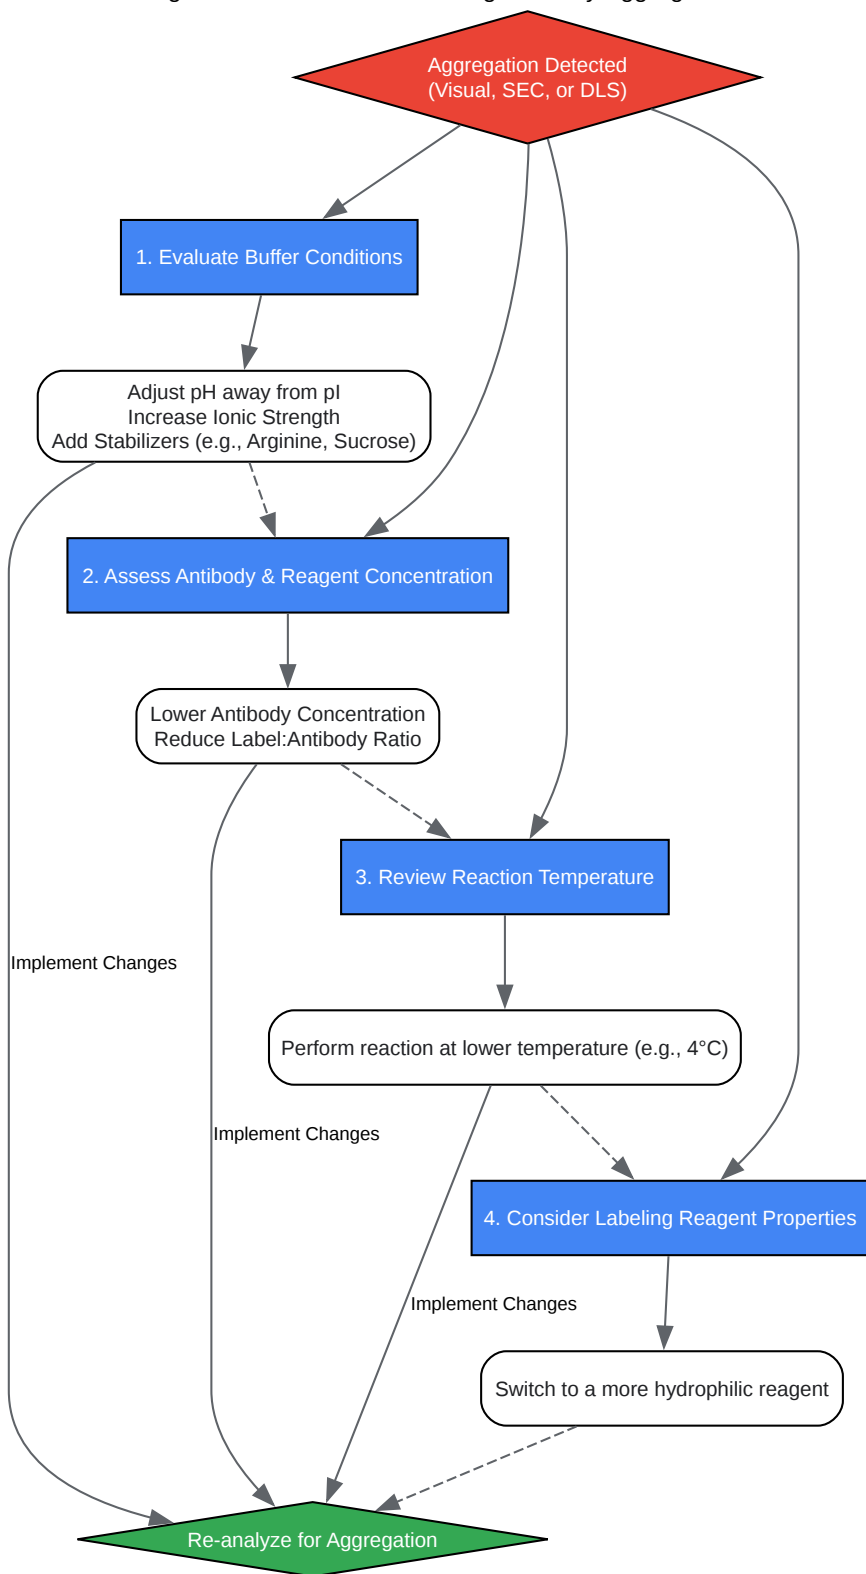 Aggregation Detected
(Visual, SEC, or DLS)
1. Evaluate Buffer Conditions
Adjust pH away from pI
Increase Ionic Strength
Add Stabilizers (e.g., Arginine, Sucrose)
2. Assess Antibody & Reagent Concentration
Lower Antibody Concentration
Reduce Label:Antibody Ratio
3. Review Reaction Temperature
Implement Changes
Perform reaction at lower temperature (e.g., 4°C)
Implement Changes
4. Consider Labeling Reagent Properties
Implement Changes
Switch to a more hydrophilic reagent
Re-analyze for Aggregation